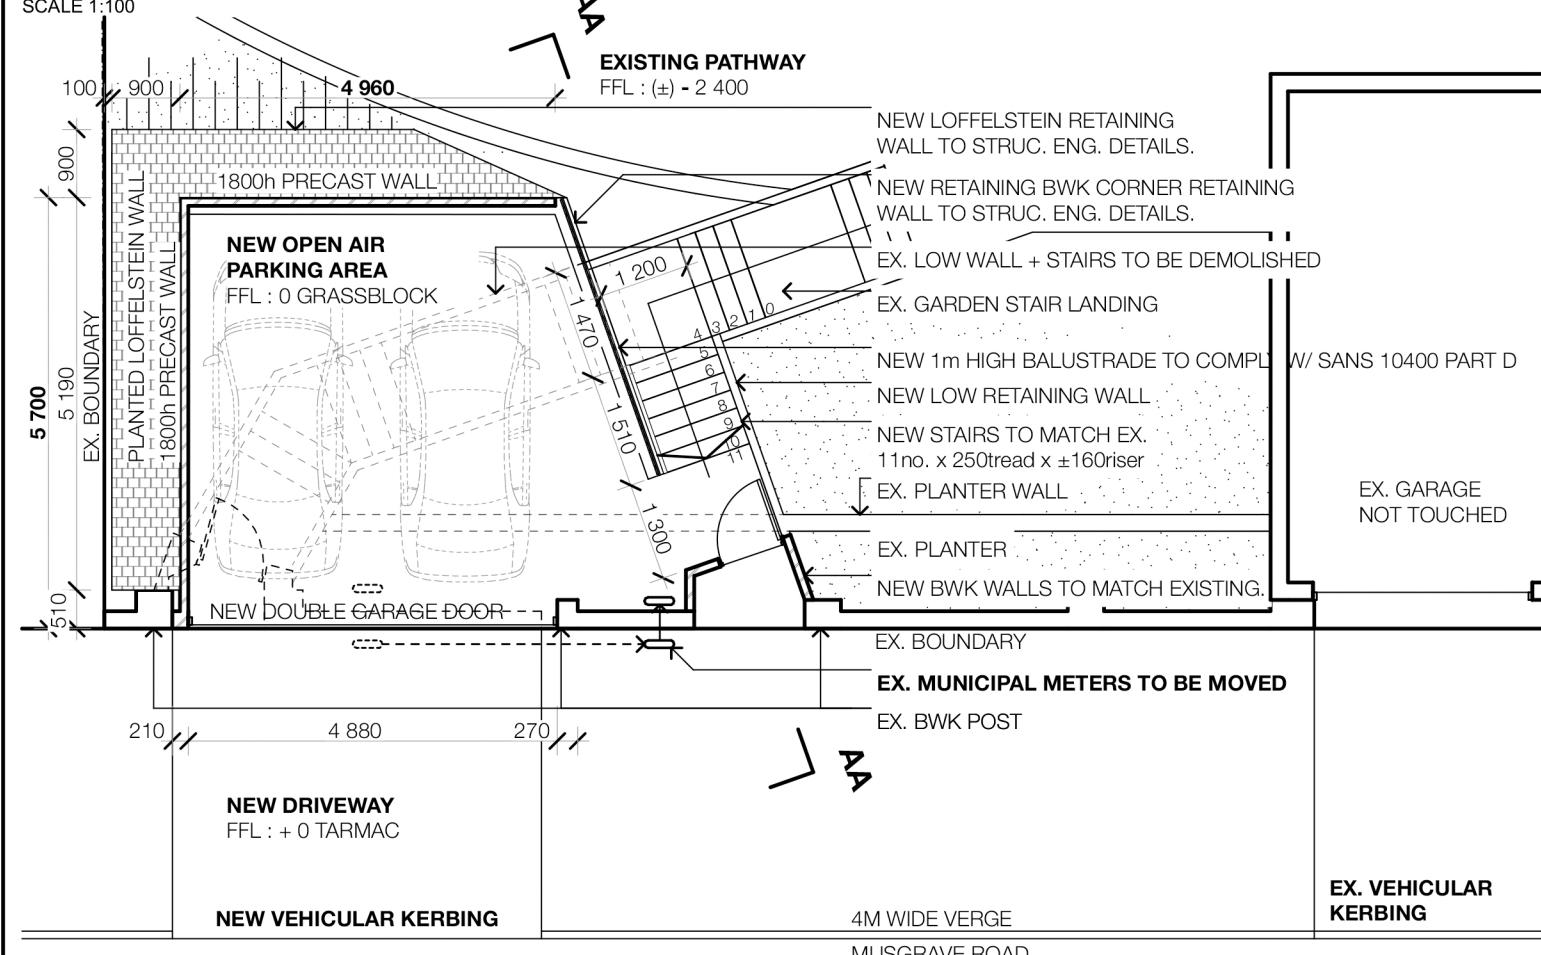 SCALE 1:100
AA
EXISTING PATHWAY
FFL : (±) - 2 400
100
900
4 960
NEW LOFFELSTEIN RETAINING
WALL TO STRUC. ENG. DETAILS.
900
1800h PRECAST WALL
NEW RETAINING BWK CORNER RETAINING
WALL TO STRUC. ENG. DETAILS.
NEW OPEN AIR
PARKING AREA
FFL : 0 GRASSBLOCK
PLANTED LOFFELSTEIN WALL
1800h PRECAST WALL
EX. BOUNDARY
5 700
5 190
510
1 200
1 470
1 510
1 300
0
1
2
3
4
5
6
7
8
9
10
11
EX. LOW WALL + STAIRS TO BE DEMOLISHED
EX. GARDEN STAIR LANDING
NEW 1m HIGH BALUSTRADE TO COMPLY W/ SANS 10400 PART D
NEW LOW RETAINING WALL
NEW STAIRS TO MATCH EX.
11no. x 250tread x ±160riser
EX. PLANTER WALL
EX. GARAGE
NOT TOUCHED
EX. PLANTER
NEW BWK WALLS TO MATCH EXISTING.
NEW DOUBLE GARAGE DOOR
EX. BOUNDARY
EX. MUNICIPAL METERS TO BE MOVED
EX. BWK POST
210
4 880
270
AA
NEW DRIVEWAY
FFL : + 0 TARMAC
EX. VEHICULAR
KERBING
NEW VEHICULAR KERBING
4M WIDE VERGE
MUSGRAVE ROAD